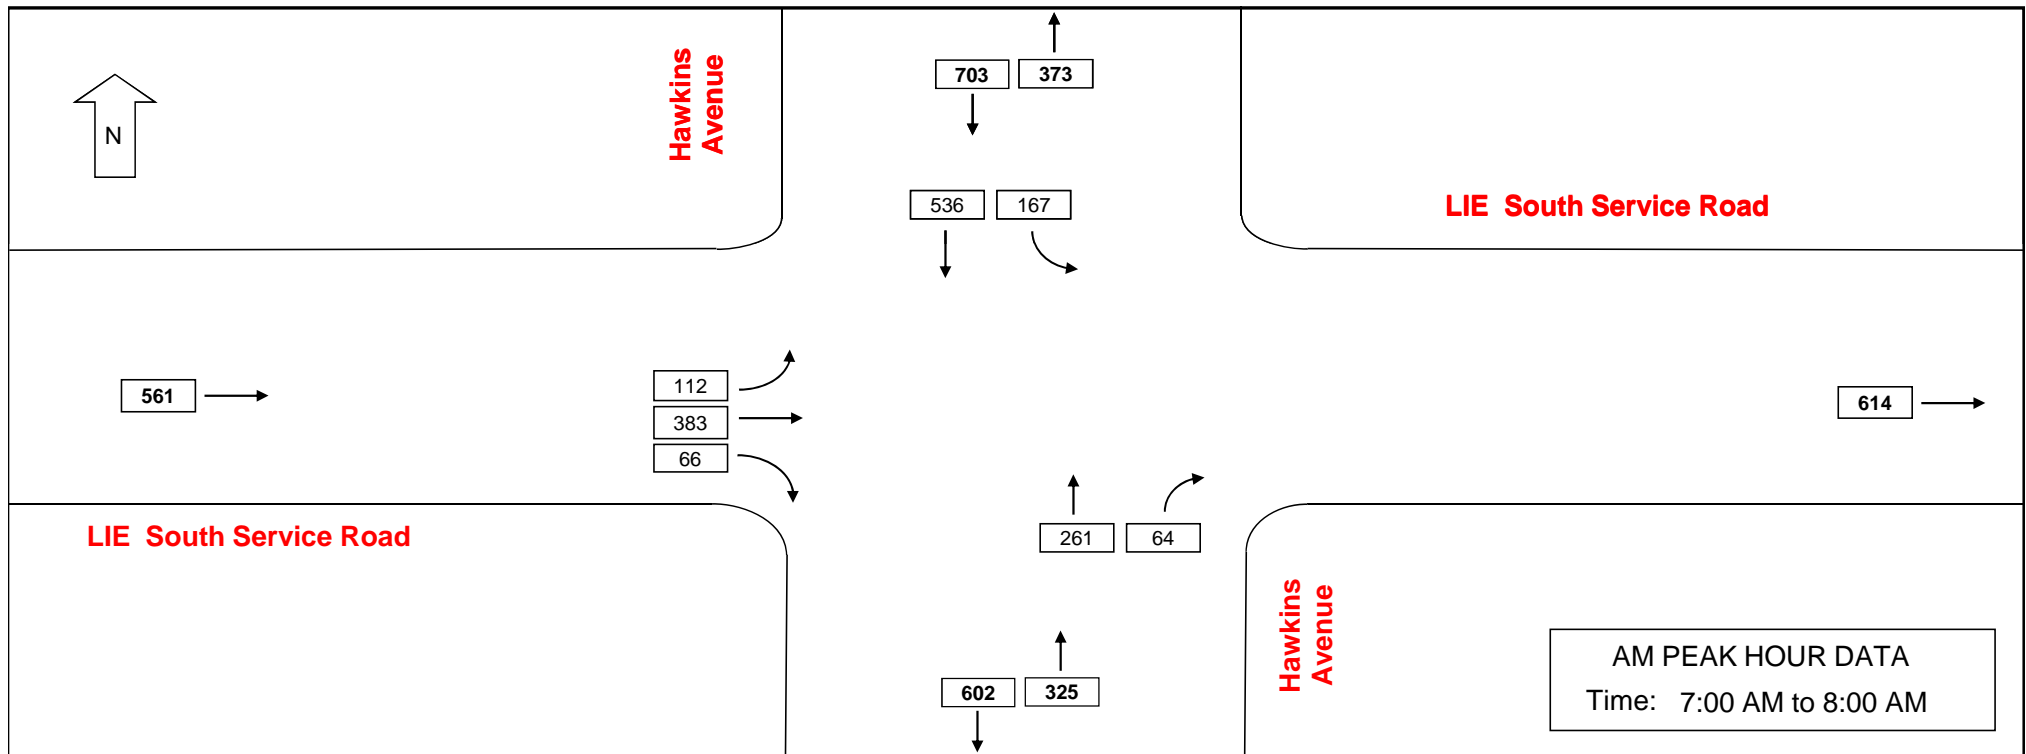 Hawkins
Avenue
703 373
N
536 167
LIE  South Service Road
112
561
383
614
66
LIE  South Service Road
261 64
Hawkins
Avenue
602 325
AM PEAK HOUR DATA
Time: 7:00 AM to 8:00 AM